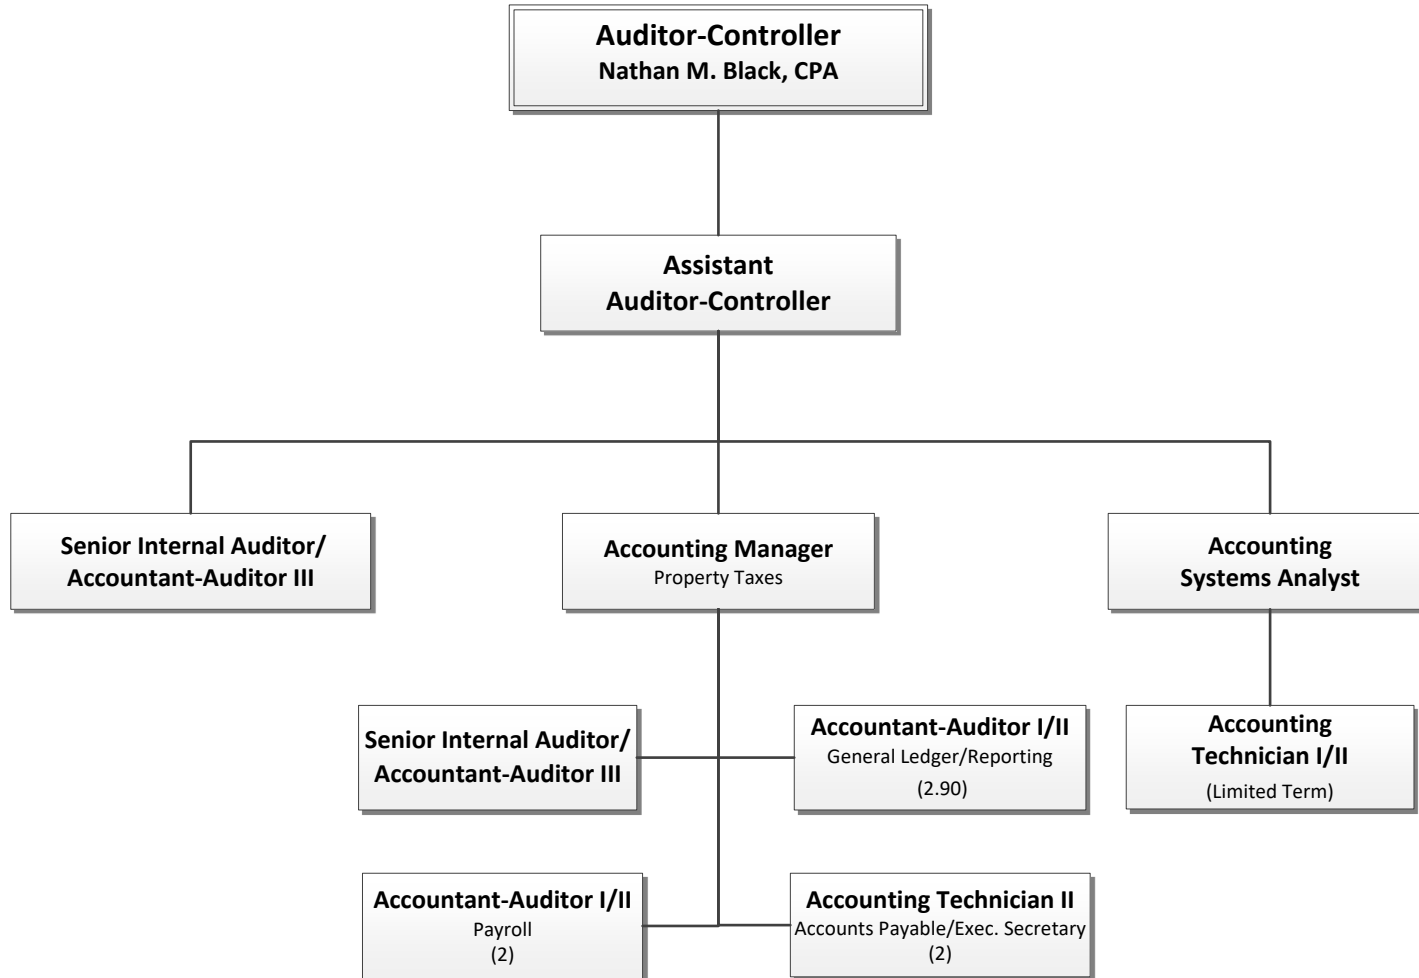 Auditor-Controller
Nathan M. Black, CPA
Assistant
Auditor-Controller
Senior Internal Auditor/
Accountant-Auditor III
Accounting Manager
Property Taxes
Accounting
Systems Analyst
Senior Internal Auditor/
Accountant-Auditor III
Accountant-Auditor I/II
General Ledger/Reporting
(2.90)
Accounting
Technician I/II
(Limited Term)
Accountant-Auditor I/II
Payroll
(2)
Accounting Technician II
Accounts Payable/Exec. Secretary
(2)